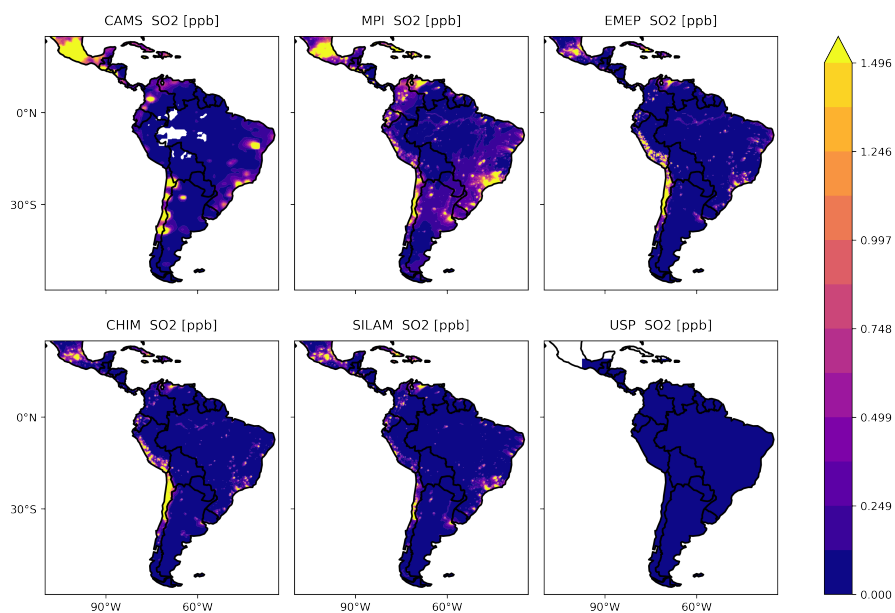 CAMS SO2 [ppb]
MPI SO2 [ppb]
EMEP SO2 [ppb]
0°N
30°S
90°W
60°W
CHIM SO2 [ppb]
SILAM SO2 [ppb]
USP SO2 [ppb]
0°N
30°S
90°W
60°W
90°W
60°W
90°W
60°W
1.496
1.246
0.997
0.748
0.499
0.249
0.000